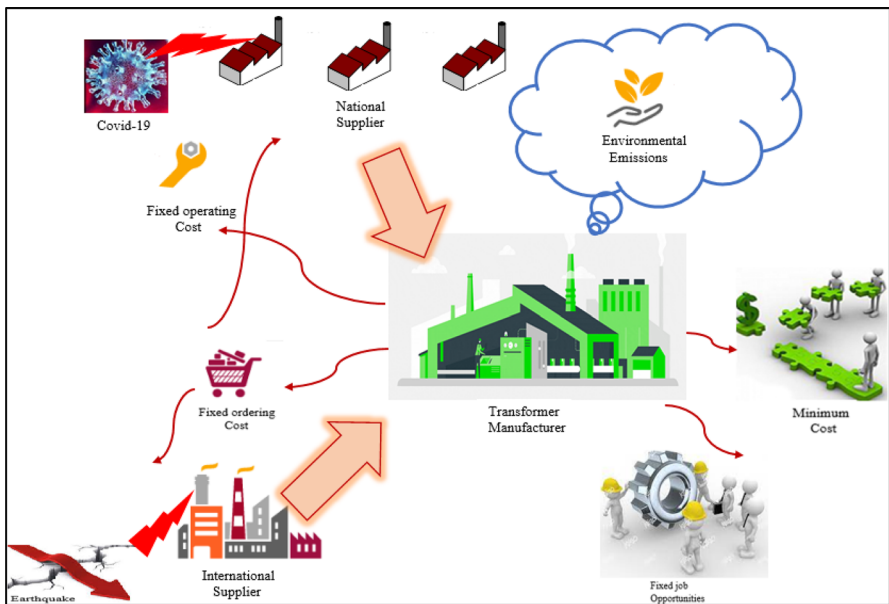 Covid-19
National
Supplier
Environmental
Emissions
Fixed operating
Cost
Fixed ordering
Cost
Transformer
Manufacturer
Minimum
Cost
Earthquake
International
Supplier
Fixed job
Opportunities